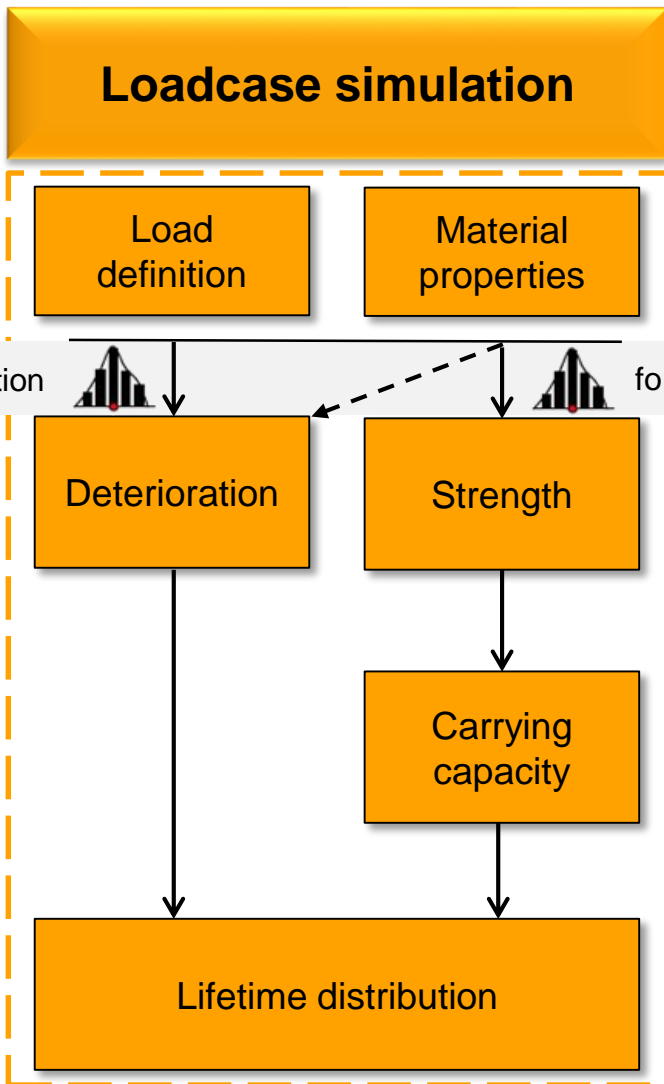 Loadcase simulation
Load
definition
Material
properties
tion
fo
Deterioration
Strength
Carrying
capacity
Lifetime distribution